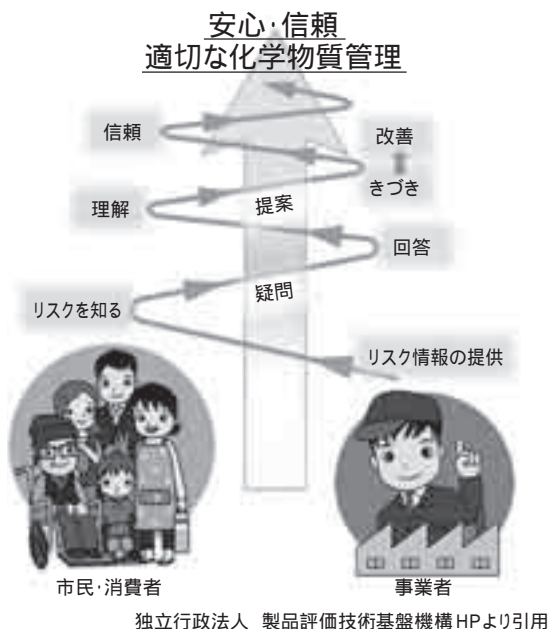 安心・信頼
適切な化学物質管理
信頼
改善
きづき
理解
提案
回答
疑問
リスクを知る
リスク情報の提供
市民・消費者
事業者
独立行政法人 製品評価技術基盤機構HPより引用